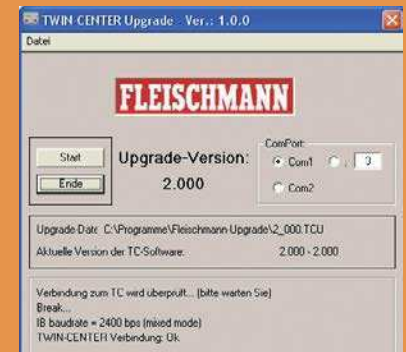 TWIN CENTER Upgrade Ver.: 1.0.0
Datei
FLEISCHMANN
Start
Ende
Upgrade-Version:
2.000
ComPort:
Com1
3
Com2
Upgrade-Datei: C:\Programme\Fleischmann-Upgrade\2_000.TCU
Aktuelle Version der TC-Software: 2.000 - 2.000
Verbindung zum TC wird überprüft... (bitte warten Sie)
Break...
IB baudrate = 2400 bps (mixed mode)
TWIN-CENTER Verbindung: Ok